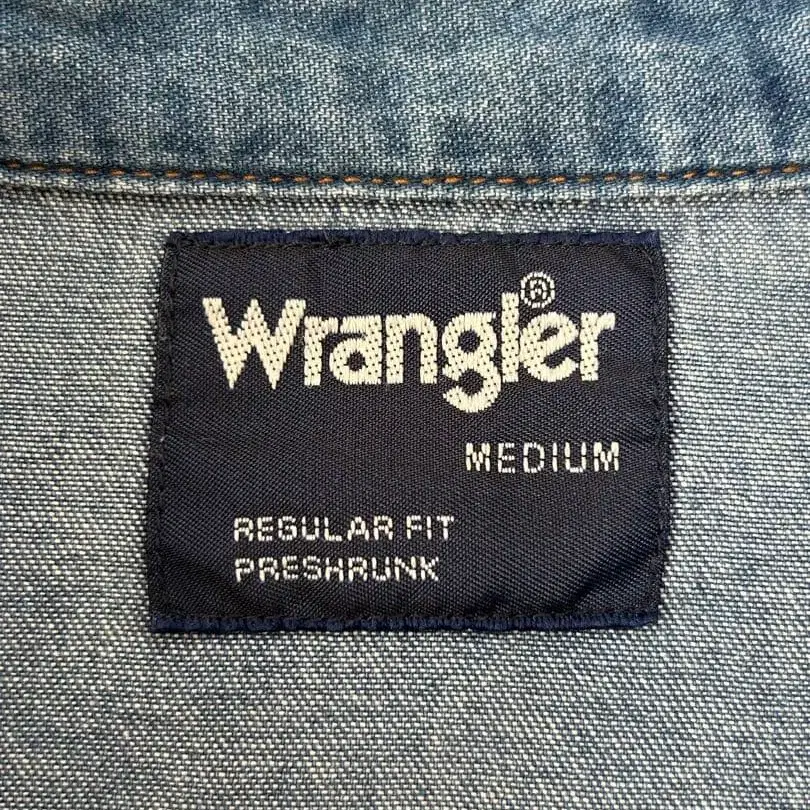 Wrangler®
MEDIUM
REGULAR FIT
PRESHRUNK